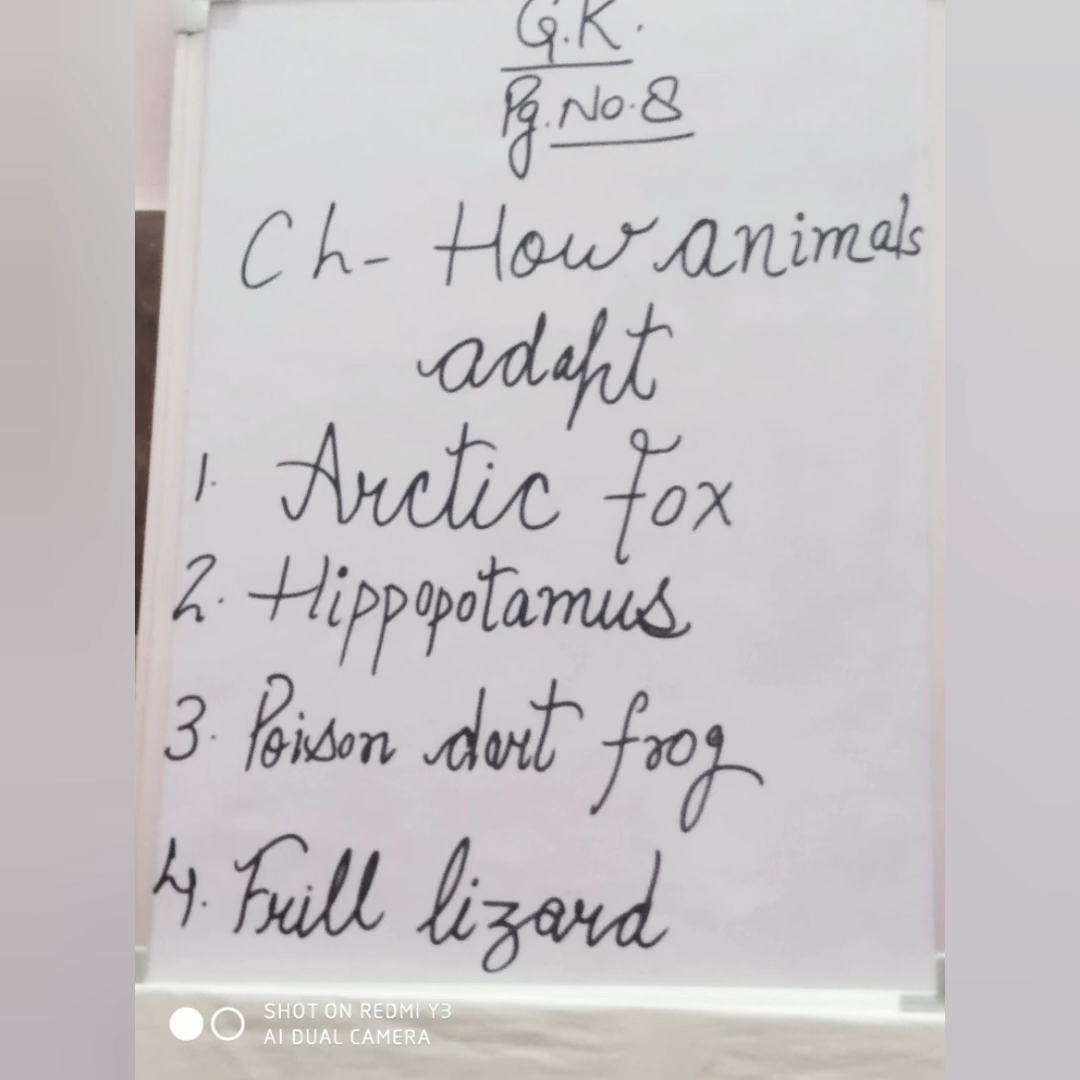 G.K.
Pg. No. 8
Ch- How animals
adapt
1. Arctic fox
2. Hippopotamus
3. Poison dart frog
4. Frill lizard
SHOT ON REDMI Y3
AI DUAL CAMERA